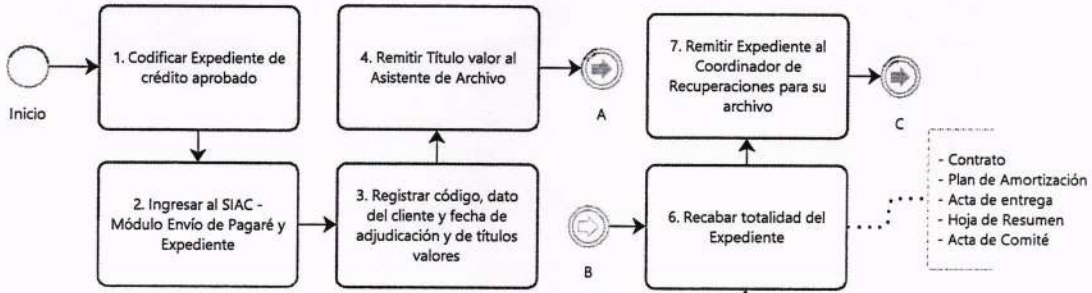 Inicio
1. Codificar Expediente de
crédito aprobado
2. Ingresar al SIAC -
Módulo Envío de Pagaré y
Expediente
3. Registrar código, dato
del cliente y fecha de
adjudicación y de títulos
valores
4. Remitir Título valor al
Asistente de Archivo
A
B
6. Recabar totalidad del
Expediente
7. Remitir Expediente al
Coordinador de
Recuperaciones para su
archivo
C
- Contrato
- Plan de Amortización
- Acta de entrega
- Hoja de Resumen
- Acta de Comité